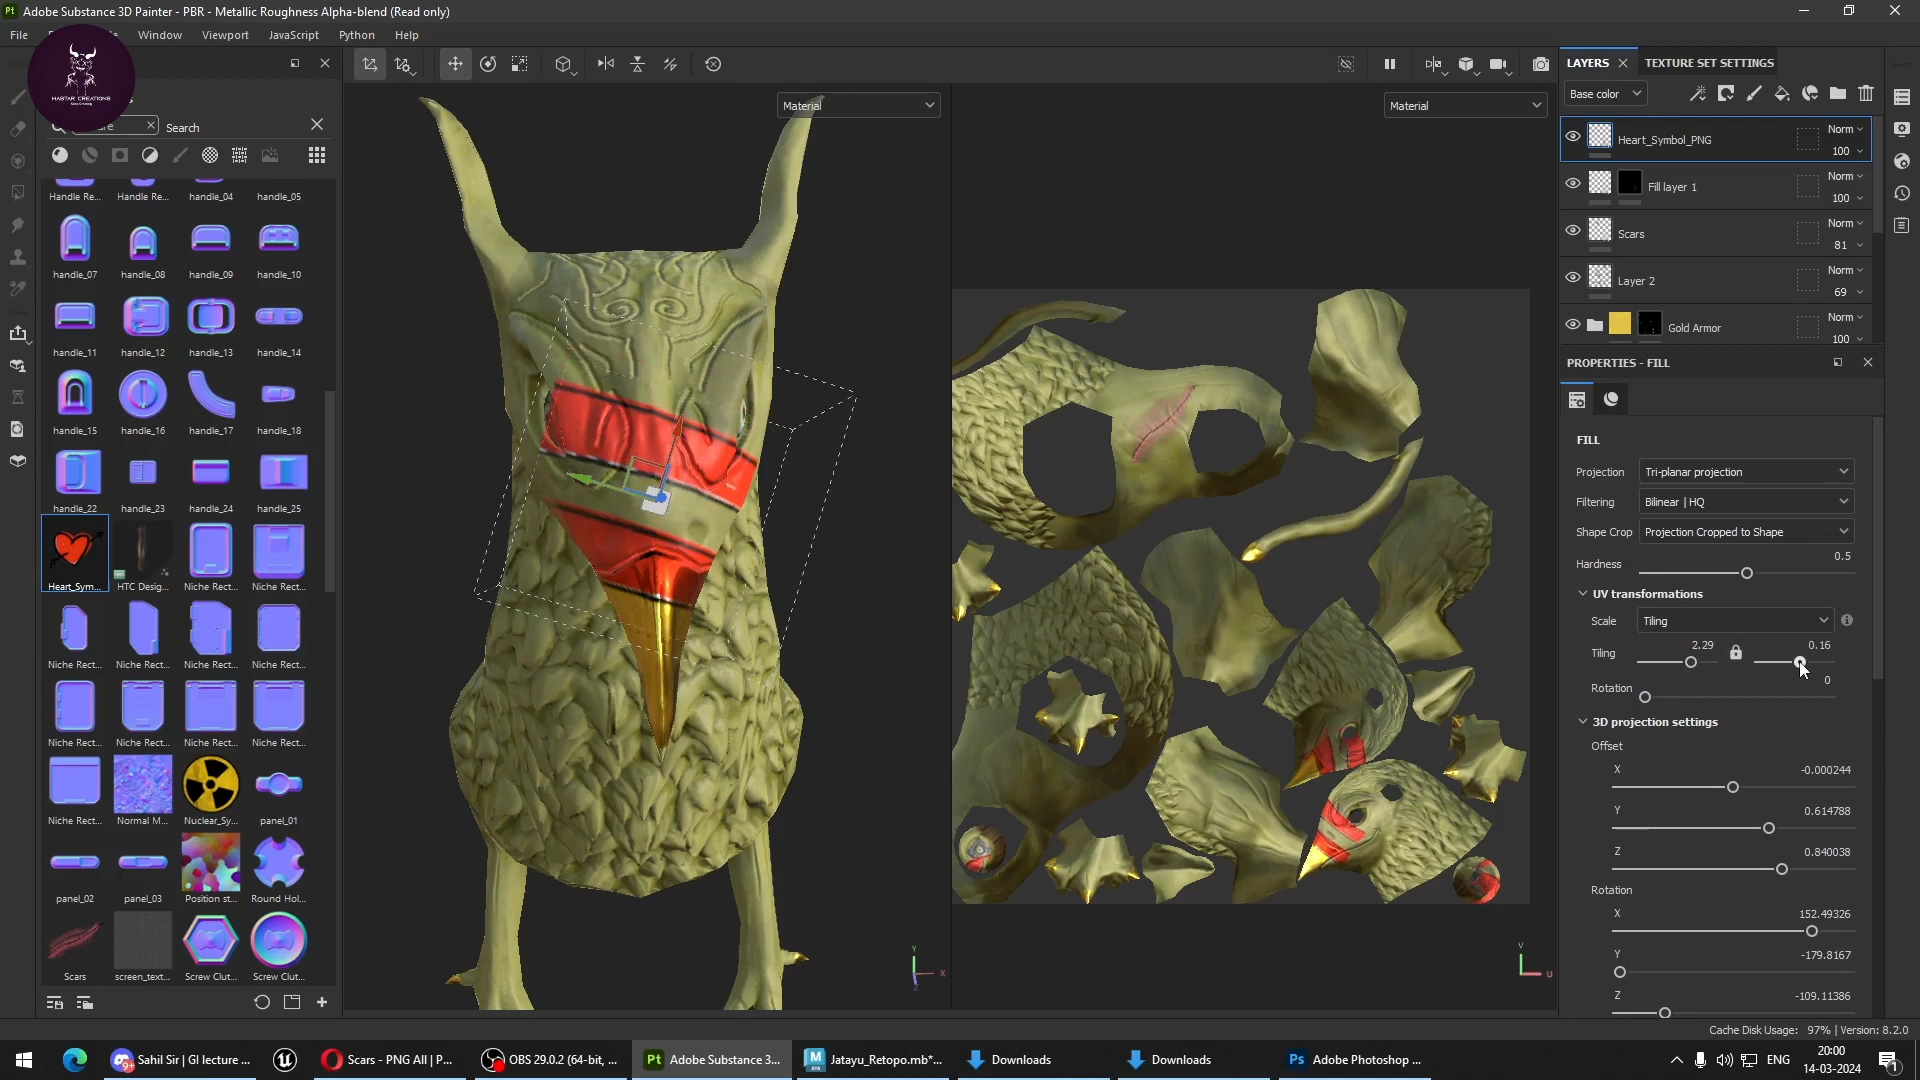 Adobe Substance 3D Painter - PBR - Metallic Roughness Alpha-blend (Read only)
File
Window
Viewport
JavaScript
Python
Help
HASTAR CREATIONS
Search
Material
Material
LAYERS
TEXTURE SET SETTINGS
Base color
Heart_Symbol_PNG
Norm
100
Fill layer 1
Norm
100
Scars
Norm
81
Layer 2
Norm
69
Gold Armor
Norm
100
Handle Re...
Handle Re...
handle_04
handle_05
handle_07
handle_08
handle_09
handle_10
handle_11
handle_12
handle_13
handle_14
handle_15
handle_16
handle_17
handle_18
handle_22
handle_23
handle_24
handle_25
Heart_Sym...
HTC Desig...
Niche Rect...
Niche Rect...
Niche Rect...
Niche Rect...
Niche Rect...
Niche Rect...
Niche Rect...
Niche Rect...
Niche Rect...
Niche Rect...
Niche Rect...
Normal M...
Nuclear_Sy...
panel_01
panel_02
panel_03
Position st...
Round Hol...
Scars
screen_text...
Screw Clut...
Screw Clut...
PROPERTIES - FILL
FILL
Projection
Tri-planar projection
Filtering
Bilinear | HQ
Shape Crop
Projection Cropped to Shape
Hardness
0.5
UV transformations
Scale
Tiling
Tiling
2.29
0.16
Rotation
0
3D projection settings
Offset
X
-0.000244
Y
0.614788
Z
0.840038
Rotation
X
152.49326
Y
-179.8167
Z
-109.11386
Y
X
Z
V
U
Cache Disk Usage: 97% | Version: 8.2.0
Sahil Sir | GI lecture ...
Scars - PNG All | P...
OBS 29.0.2 (64-bit, ...
Adobe Substance 3...
Jatayu_Retopo.mb*...
Downloads
Downloads
Adobe Photoshop ...
ENG
20:00
14-03-2024